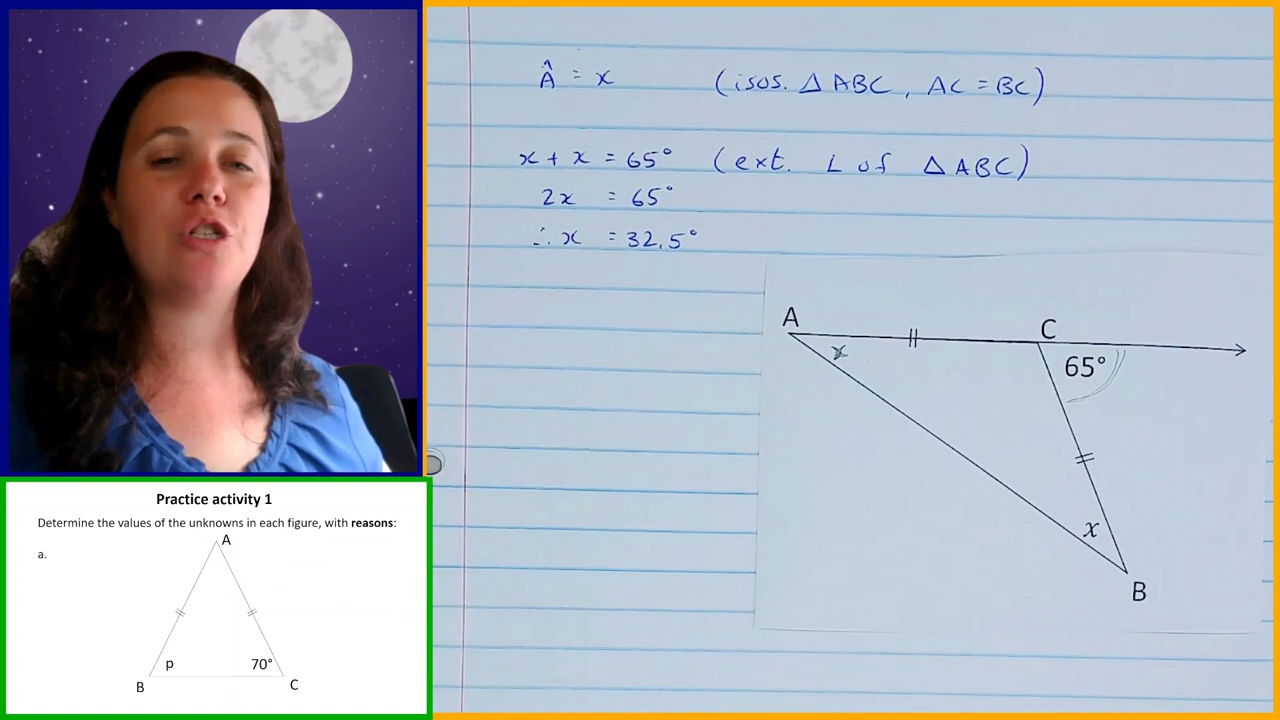 Â = x (isos. △ ABC, AC = BC)
x + x = 65° (ext. ∠ of △ABC)
2x = 65°
∴ x = 32,5°
A
C
65°
x
x
B
Practice activity 1
Determine the values of the unknowns in each figure, with reasons:
a.
A
p 70°
B C